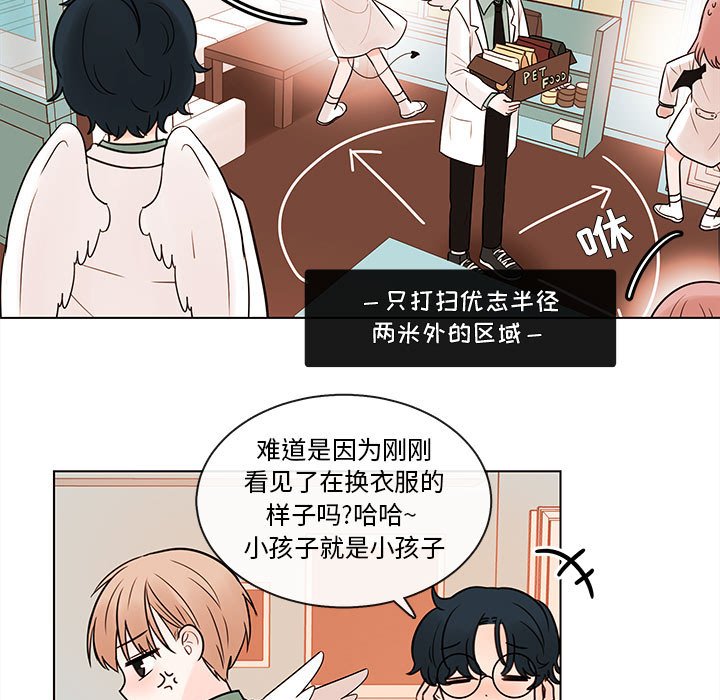 PET
FOOD!
咻
–只打扫优志半径
两米外的区域–
难道是因为刚刚
看见了在换衣服的
样子吗?哈哈~
小孩子就是小孩子